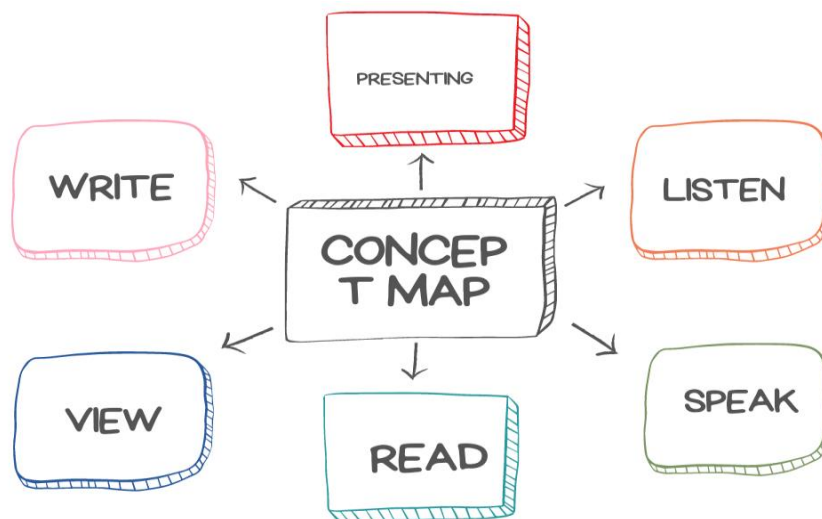 PRESENTING
WRITE
LISTEN
CONCEP
T MAP
VIEW
READ
SPEAK